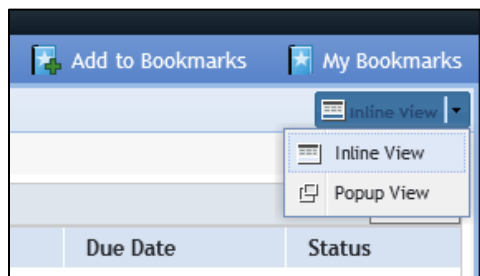 Add to Bookmarks My Bookmarks
Inline View
Inline View
Popup View
Due Date Status